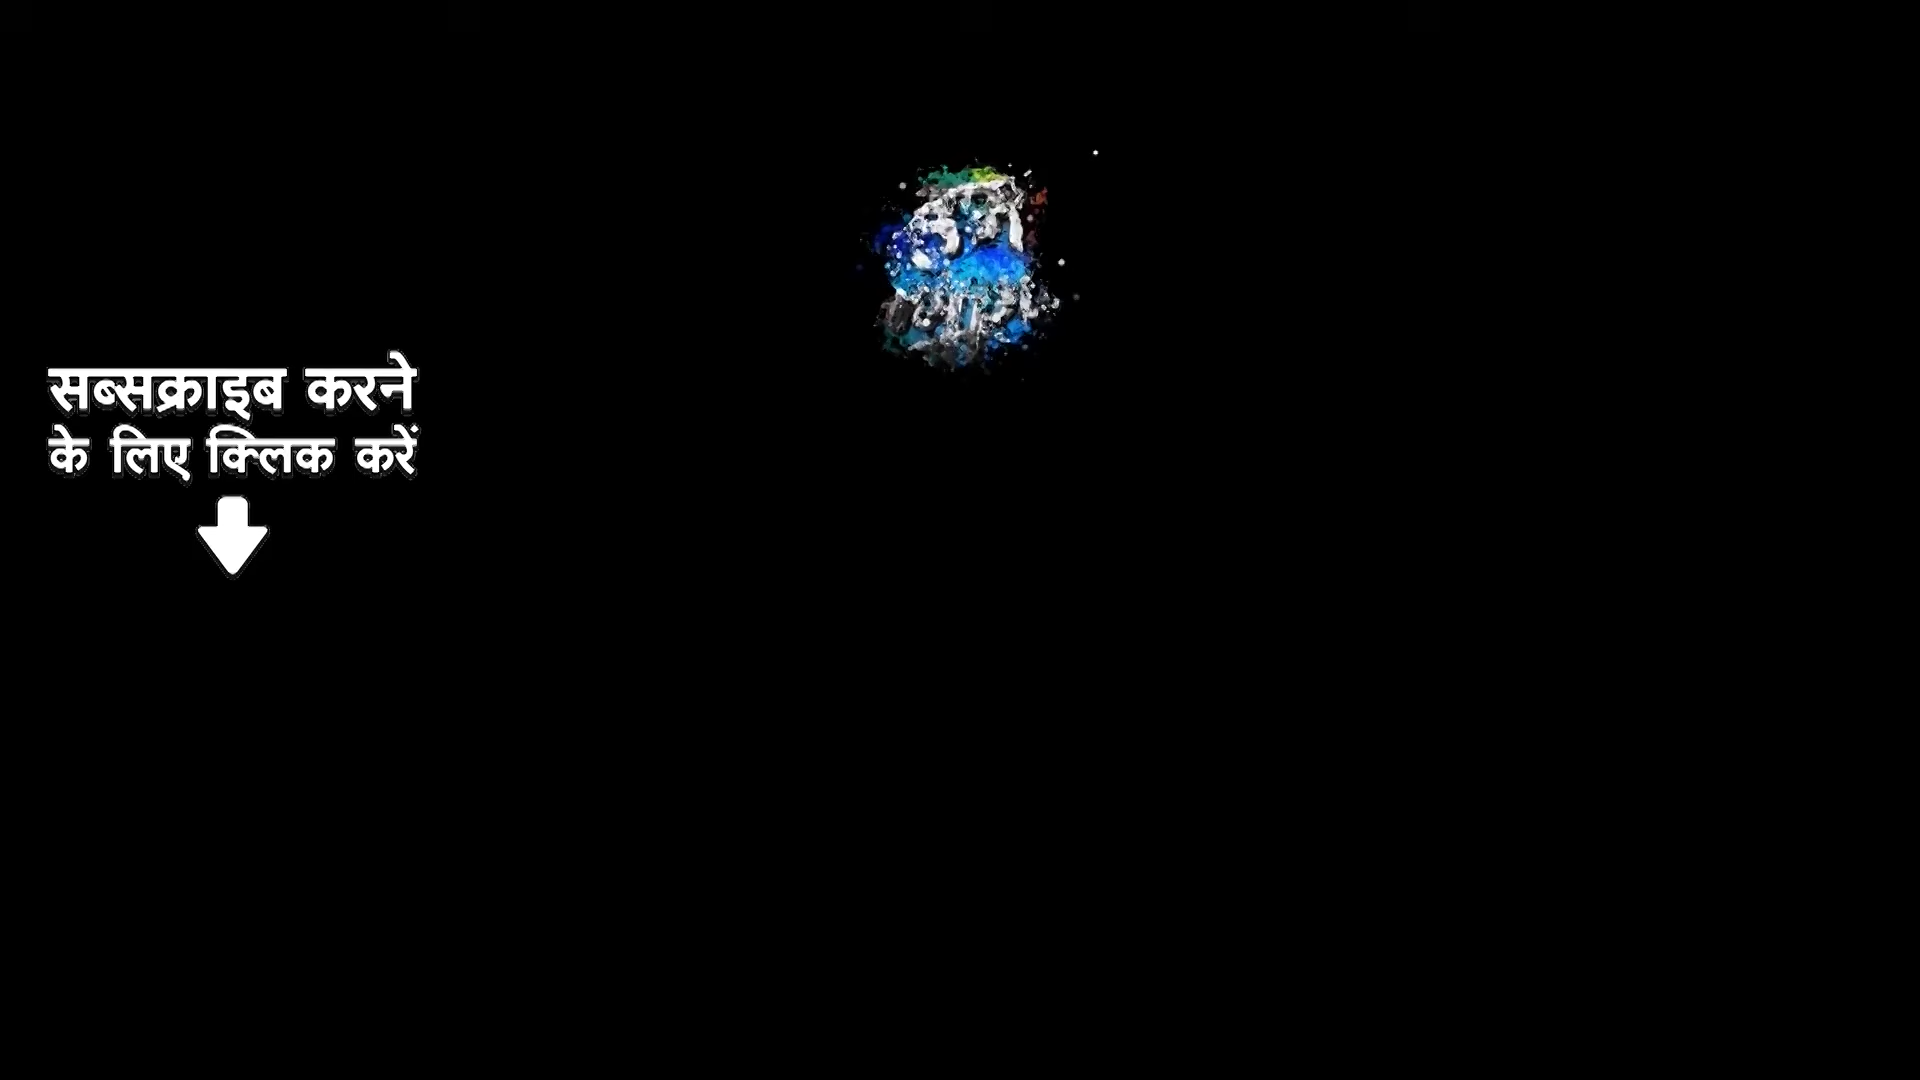 सब्सक्राइब करने
के लिए क्लिक करें